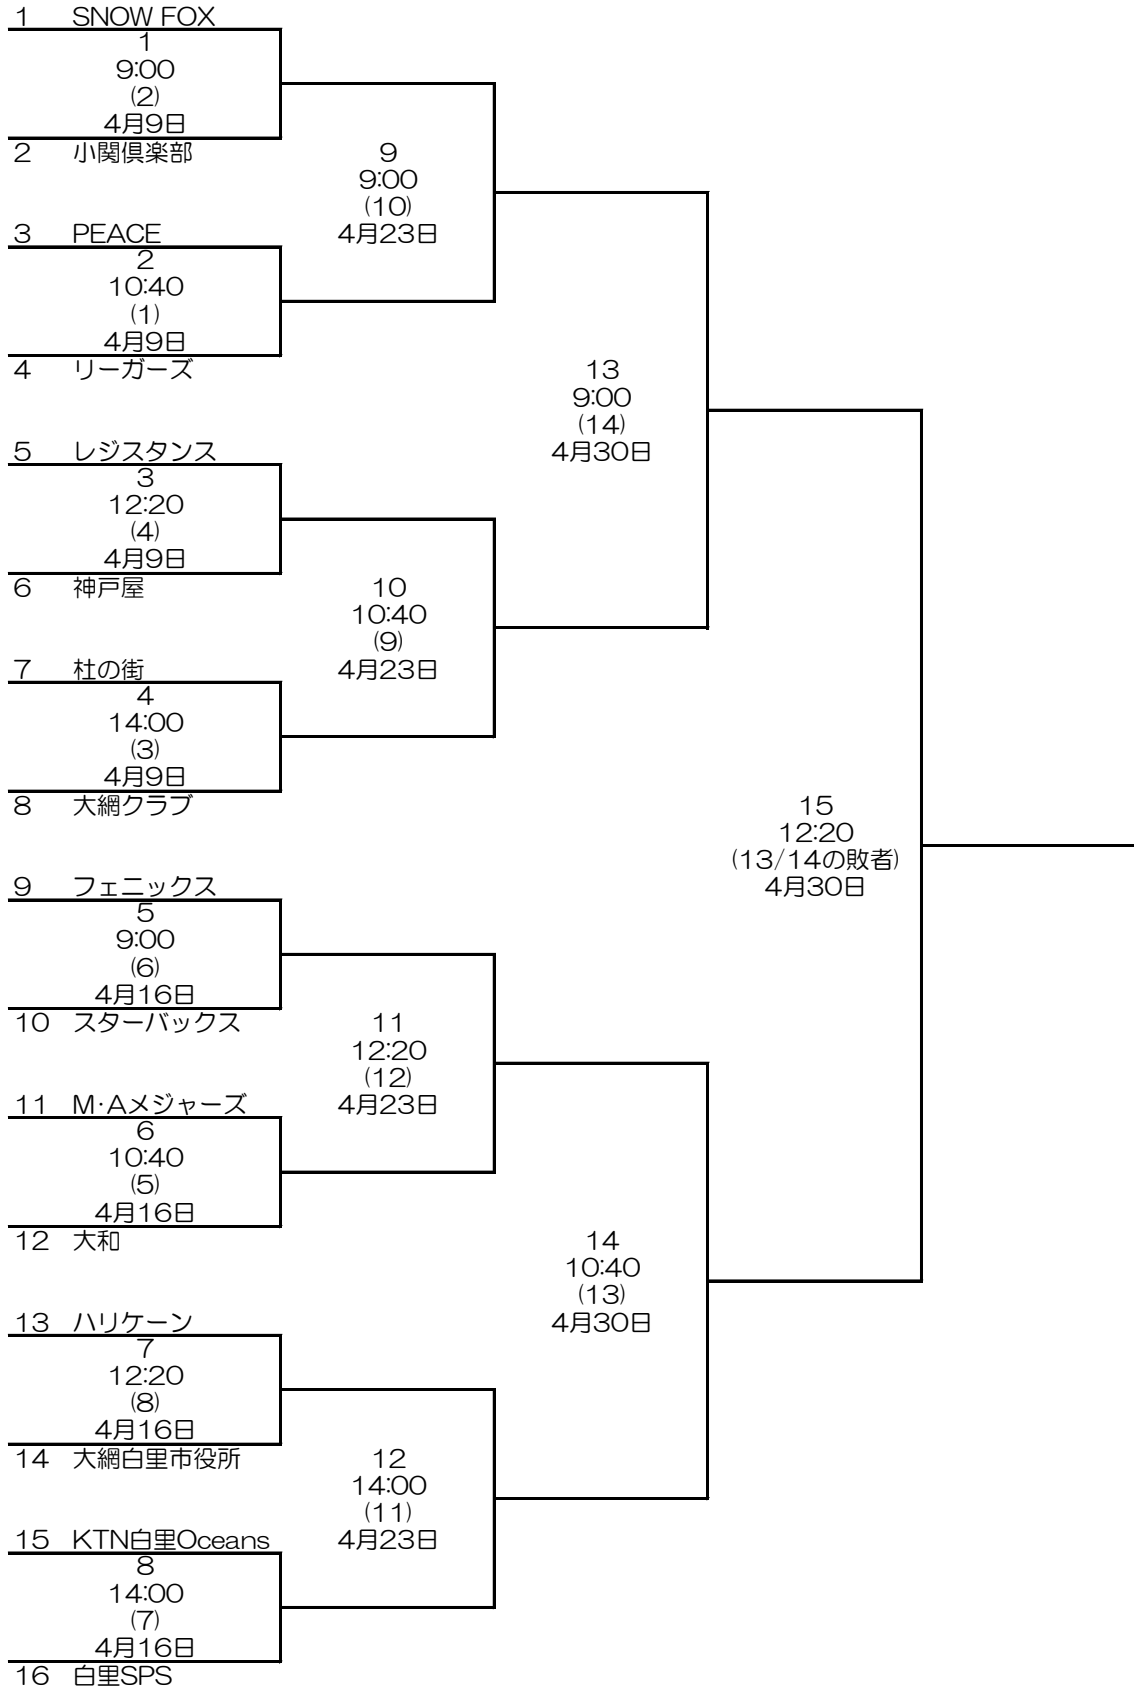 1 SNOW FOX
1
9:00
(2)
4月9日
2 小関倶楽部
9
9:00
(10)
4月23日
3 PEACE
2
10:40
(1)
4月9日
4 リーガーズ
13
9:00
(14)
4月30日
5 レジスタンス
3
12:20
(4)
4月9日
6 神戸屋
10
10:40
(9)
4月23日
7 杜の街
4
14:00
(3)
4月9日
8 大網クラブ
15
12:20
(13/14の敗者)
4月30日
9 フェニックス
5
9:00
(6)
4月16日
10 スターバックス
11
12:20
(12)
4月23日
11 M・Aメジャーズ
6
10:40
(5)
4月16日
12 大和
14
10:40
(13)
4月30日
13 ハリケーン
7
12:20
(8)
4月16日
14 大網白里市役所
12
14:00
(11)
4月23日
15 KTN白里Oceans
8
14:00
(7)
4月16日
16 白里SPS